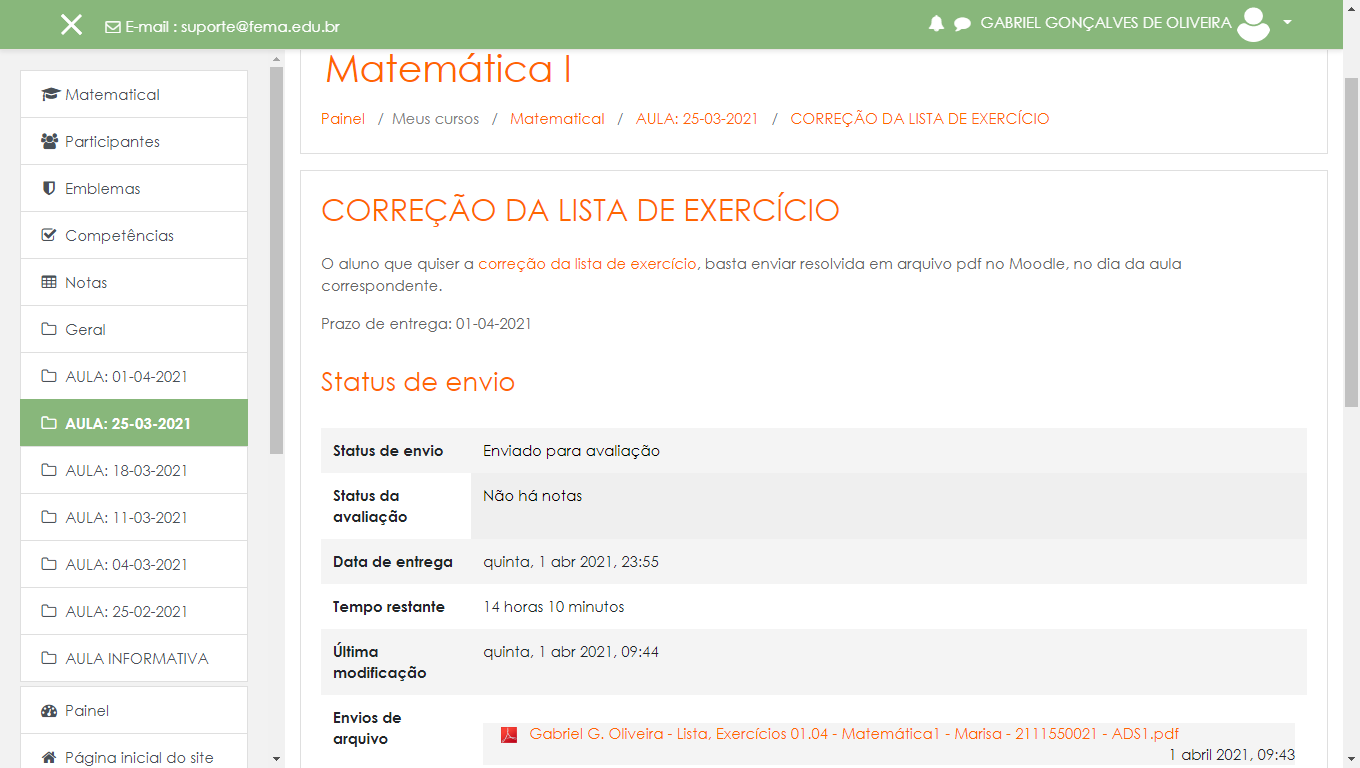 E-mail : suporte@fema.edu.br
GABRIEL GONÇALVES DE OLIVEIRA
Matematical
Participantes
Emblemas
Competências
Notas
Geral
AULA: 01-04-2021
AULA: 25-03-2021
AULA: 18-03-2021
AULA: 11-03-2021
AULA: 04-03-2021
AULA: 25-02-2021
AULA INFORMATIVA
Painel
Página inicial do site
Matemática I
Painel / Meus cursos / Matematical / AULA: 25-03-2021 / CORREÇÃO DA LISTA DE EXERCÍCIO
CORREÇÃO DA LISTA DE EXERCÍCIO
O aluno que quiser a correção da lista de exercício, basta enviar resolvida em arquivo pdf no Moodle, no dia da aula
correspondente.
Prazo de entrega: 01-04-2021
Status de envio
Status de envio Enviado para avaliação
Status da Não há notas
avaliação
Data de entrega quinta, 1 abr 2021, 23:55
Tempo restante 14 horas 10 minutos
Última quinta, 1 abr 2021, 09:44
modificação
Envios de
arquivo
Gabriel G. Oliveira - Lista, Exercícios 01.04 - Matemática1 - Marisa - 2111550021 - ADS1.pdf
1 abril 2021, 09:43